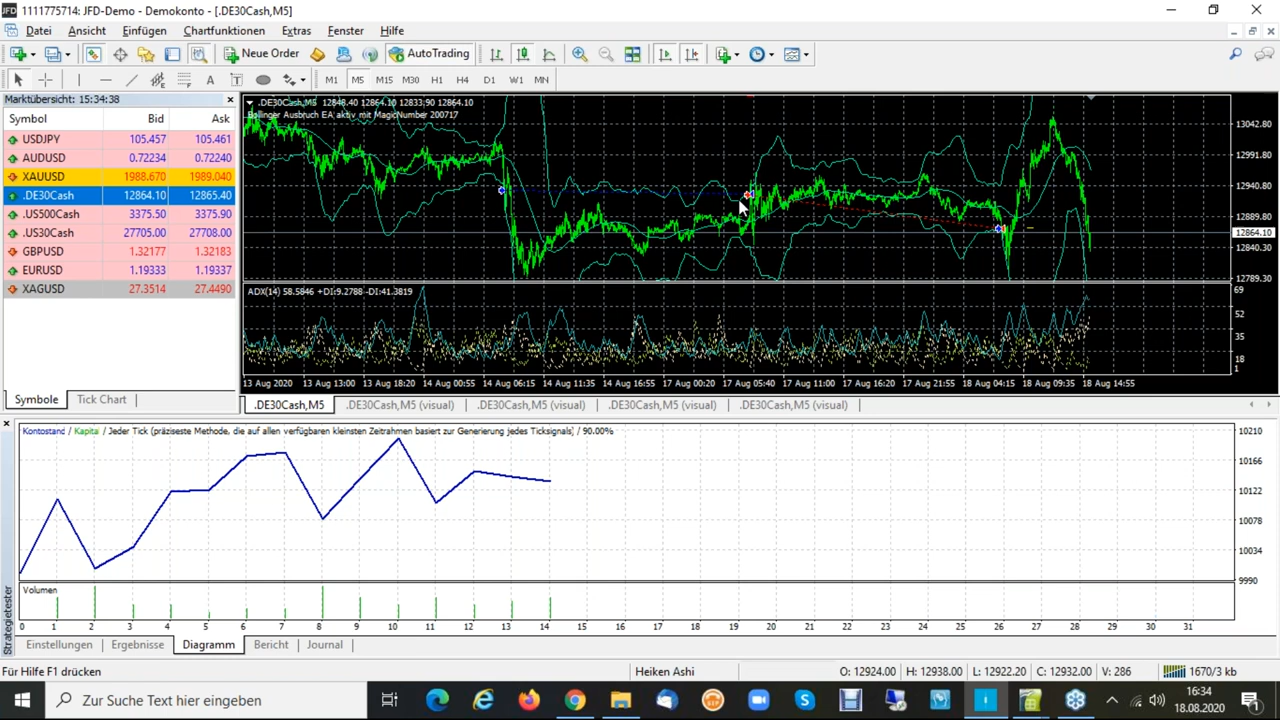 JFD 1111775714: JFD-Demo - Demokonto - [.DE30Cash,M5]
Datei Ansicht Einfügen Chartfunktionen Extras Fenster Hilfe
New Order AutoTrading
A T M1 M5 M15 M30 H1 H4 D1 W1 MN
Marktübersicht: 15:34:38
Symbol Bid Ask
USDJPY 105.457 105.461
AUDUSD 0.72234 0.72240
XAUUSD 1988.670 1989.040
.DE30Cash 12864.10 12865.40
.US500Cash 3375.50 3375.90
.US30Cash 27705.00 27708.00
GBPUSD 1.32177 1.32183
EURUSD 1.19333 1.19337
XAGUSD 27.3514 27.4490
Symbole Tick Chart
.DE30Cash,M5 12848.40 12864.10 12833.90 12864.10
Bollinger Ausbruch EA aktiv mit MagicNumber 200717
13042.80
12991.80
12940.80
12889.80
12864.10
12840.30
12789.30
ADX(14) 58.5846 +DI:9.2788 -DI:41.3819
69
52
35
18
1
13 Aug 2020 13 Aug 13:00 13 Aug 18:20 14 Aug 00:55 14 Aug 06:15 14 Aug 11:35 14 Aug 16:55 17 Aug 00:20 17 Aug 05:40 17 Aug 11:00 17 Aug 16:20 17 Aug 21:55 18 Aug 04:15 18 Aug 09:35 18 Aug 14:55
.DE30Cash,M5 .DE30Cash,M5 (visual) .DE30Cash,M5 (visual) .DE30Cash,M5 (visual) .DE30Cash,M5 (visual)
Strategietester
Kontostand / Kapital / Jeder Tick (präziseste Methode, die auf allen verfügbaren kleinsten Zeitrahmen basiert zur Generierung jedes Ticksignals) / 90.00%
10210
10166
10122
10078
10034
9990
Volumen
0 1 2 3 4 5 6 7 8 9 10 11 12 13 14 15 16 17 18 19 20 21 22 23 24 25 26 27 28 29 30 31
Einstellungen Ergebnisse Diagramm Bericht Journal
Für Hilfe F1 drücken Heiken Ashi O: 12924.00 H: 12938.00 L: 12922.20 C: 12932.00 V: 286 1670/3 kb
Zur Suche Text hier eingeben
16:34
18.08.2020